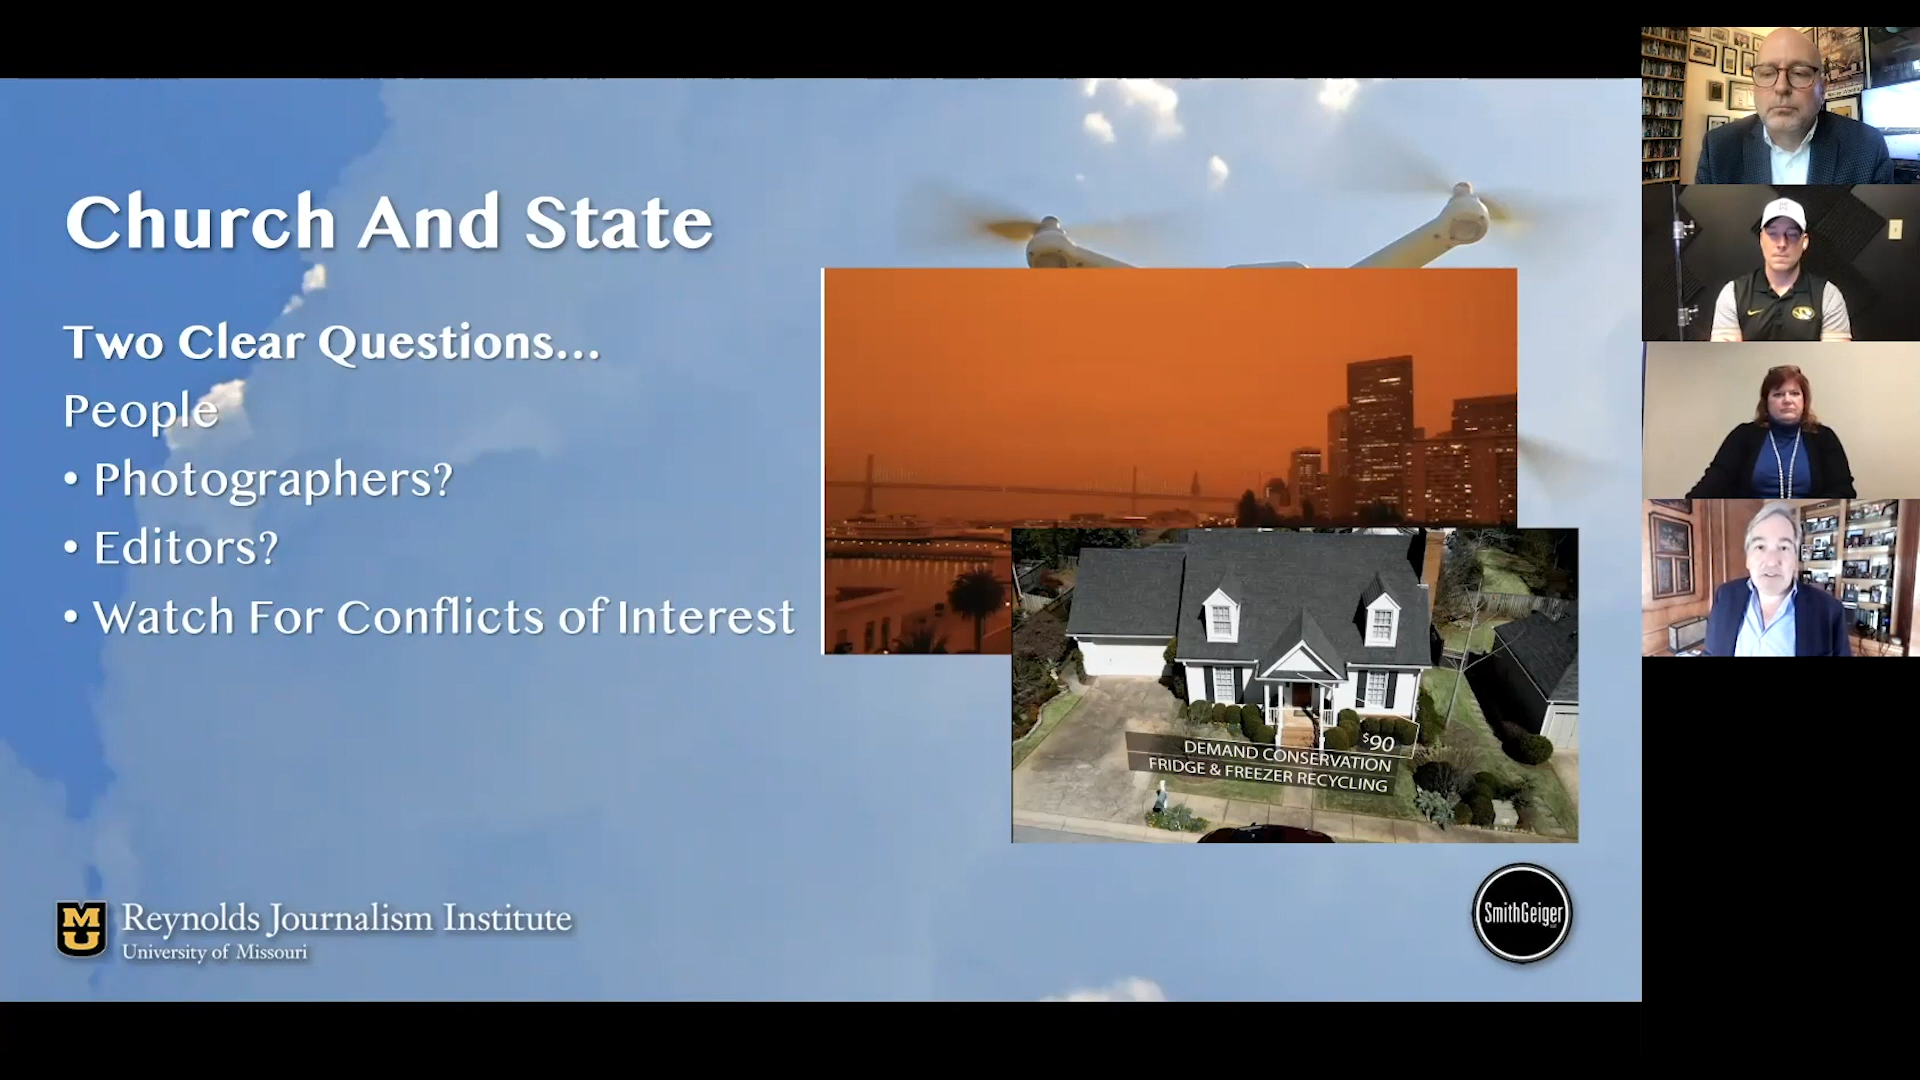 Church And State
Two Clear Questions...
People
• Photographers?
• Editors?
• Watch For Conflicts of Interest
$90
DEMAND CONSERVATION
FRIDGE & FREEZER RECYCLING
MU
Reynolds Journalism Institute
University of Missouri
SmithGeiger